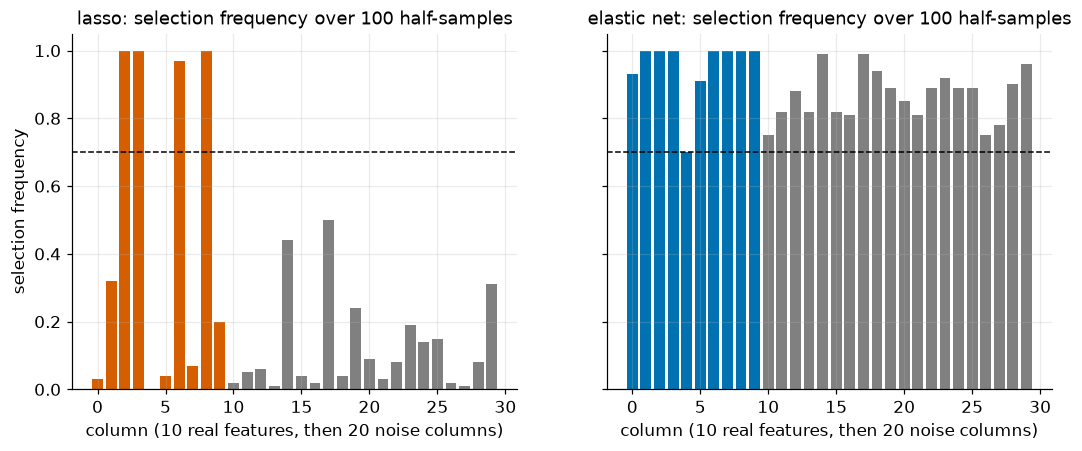 lasso: selection frequency over 100 half-samples
elastic net: selection frequency over 100 half-samples
selection frequency
1.0
0.8
0.6
0.4
0.2
0.0
0 5 10 15 20 25 30
0 5 10 15 20 25 30
column (10 real features, then 20 noise columns)
column (10 real features, then 20 noise columns)